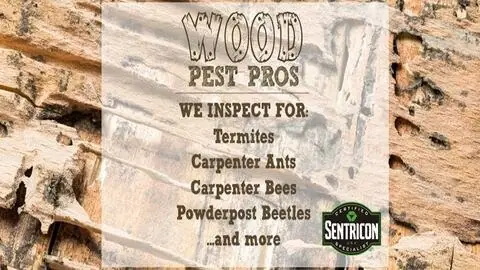 WOOD
PEST PROS
WE INSPECT FOR:
Termites
Carpenter Ants
Carpenter Bees
Powderpost Beetles
...and more
CERTIFIED
SENTRICON
SPECIALIST